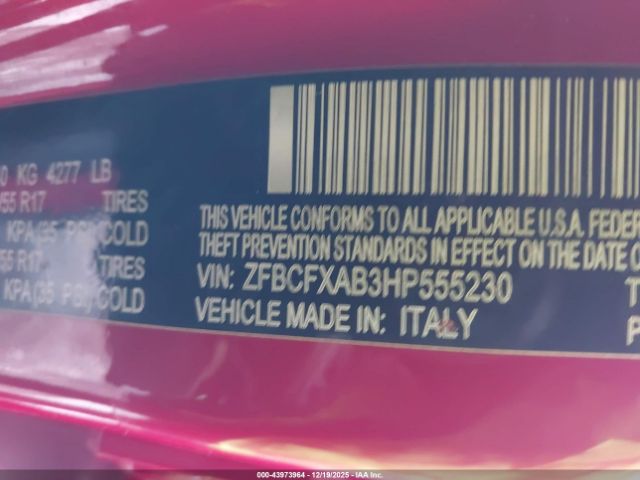 0 KG 4277 LB
/55 R17 TIRES
KPA(35 PSI)COLD
55 R17 TIRES
KPA(35 PSI)COLD
THIS VEHICLE CONFORMS TO ALL APPLICABLE U.S.A. FEDER
THEFT PREVENTION STANDARDS IN EFFECT ON THE DATE O
VIN: ZFBCFXAB3HP555230
VEHICLE MADE IN: ITALY
T
P
000-43973964 - 12/19/2025 - IAA Inc.